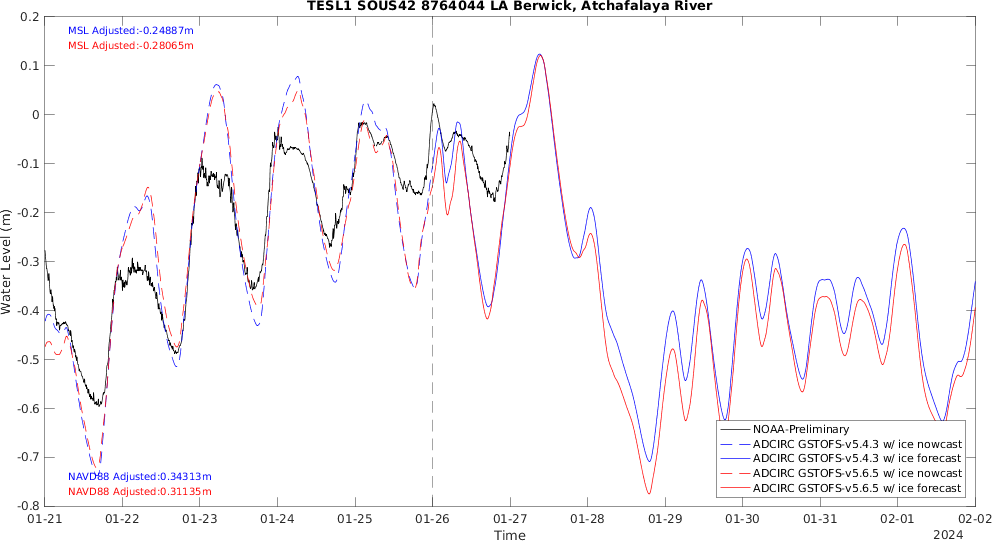 TESL1 SOUS42 8764044 LA Berwick, Atchafalaya River
MSL Adjusted:-0.24887m
MSL Adjusted:-0.28065m
0.2
0.1
0
-0.1
-0.2
-0.3
-0.4
-0.5
-0.6
-0.7
-0.8
Water Level (m)
NAVD88 Adjusted:0.34313m
NAVD88 Adjusted:0.31135m
NOAA-Preliminary
ADCIRC GSTOFS-v5.4.3 w/ ice nowcast
ADCIRC GSTOFS-v5.4.3 w/ ice forecast
ADCIRC GSTOFS-v5.6.5 w/ ice nowcast
ADCIRC GSTOFS-v5.6.5 w/ ice forecast
01-21 01-22 01-23 01-24 01-25 01-26 01-27 01-28 01-29 01-30 01-31 02-01 02-02
Time
2024